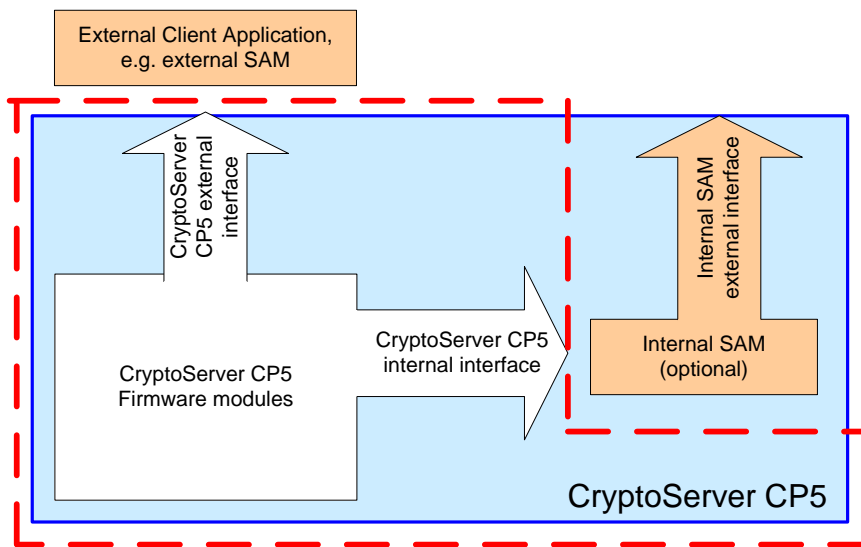 External Client Application,
e.g. external SAM
CryptoServer
CP5 external
interface
Internal SAM
external interface
CryptoServer CP5
internal interface
Internal SAM
(optional)
CryptoServer CP5
Firmware modules
CryptoServer CP5